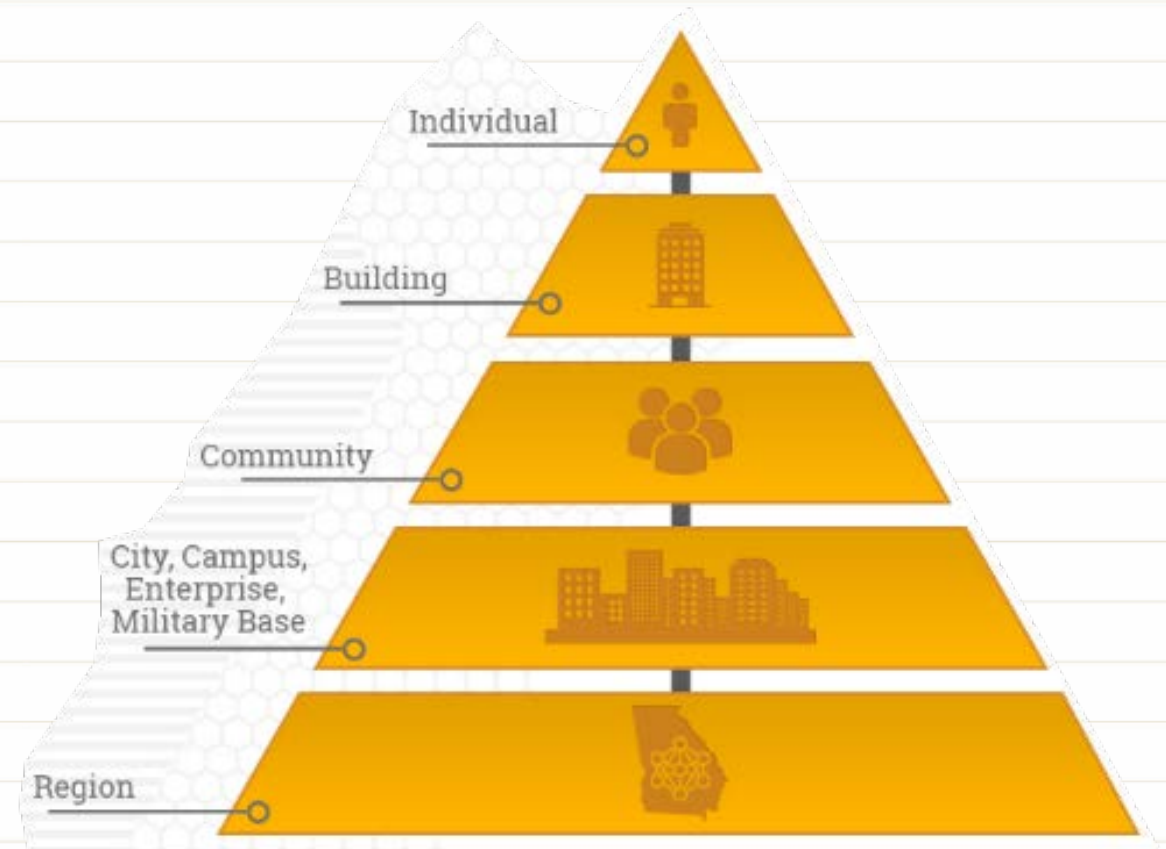 Individual
Building
Community
City, Campus,
Enterprise,
Military Base
Region